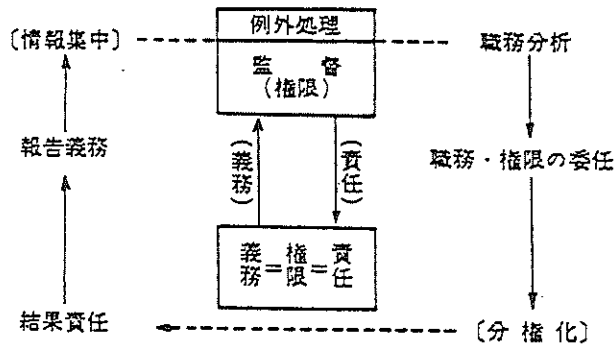 例外処理
〔情報集中〕
職務分析
監督
(権限)
報告義務
(義務)
(責任)
職務・権限の委任
義務=権限=責任
結果責任
〔分権化〕